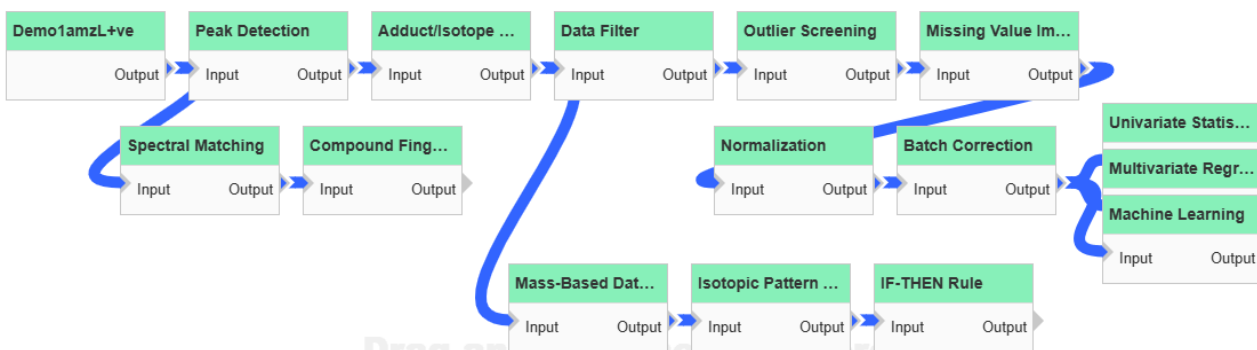 Demo1amzL+ve
Output
Peak Detection
Input Output
Adduct/Isotope ...
Input Output
Data Filter
Input Output
Outlier Screening
Input Output
Missing Value Im...
Input Output
Spectral Matching
Input Output
Compound Fing...
Input Output
Normalization
Input Output
Batch Correction
Input Output
Univariate Statis...
Multivariate Regr...
Machine Learning
Input Output
Mass-Based Dat...
Input Output
Isotopic Pattern ...
Input Output
IF-THEN Rule
Input Output